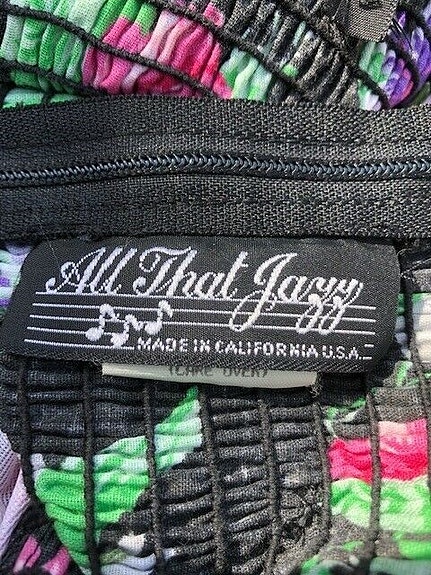 All That Jazz
MADE IN CALIFORNIA U.S.A.
(CARE OVER)